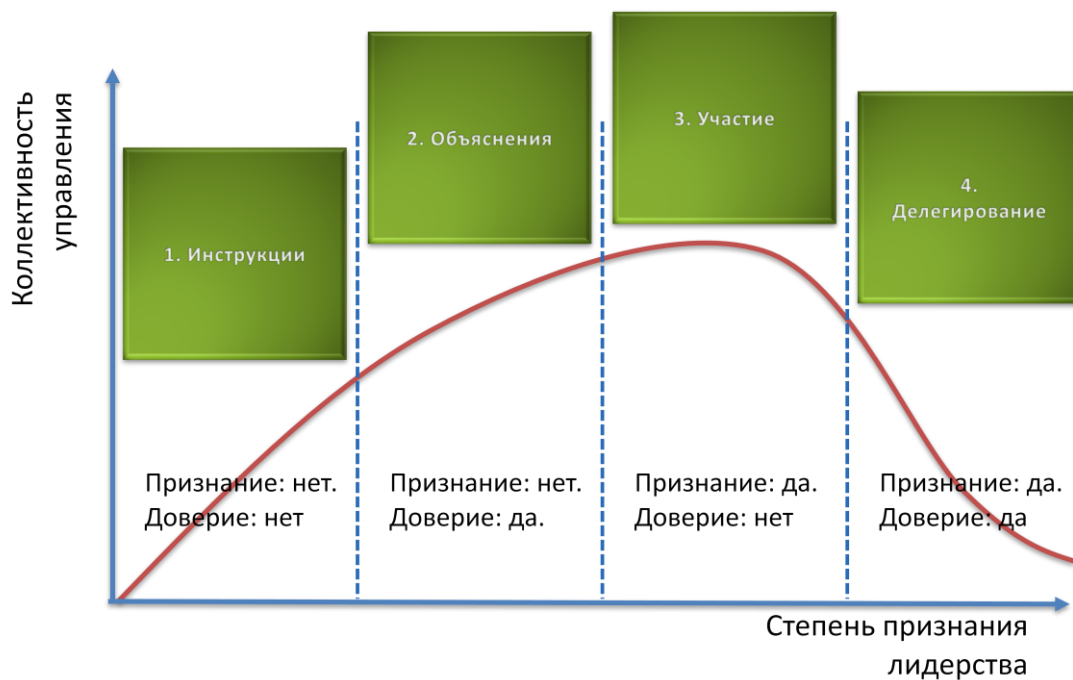 Коллективность
управления
1. Инструкции
2. Объяснения
3. Участие
4.
Делегирование
Признание: нет.
Доверие: нет
Признание: нет.
Доверие: да.
Признание: да.
Доверие: нет
Признание: да.
Доверие: да
Степень признания
лидерства